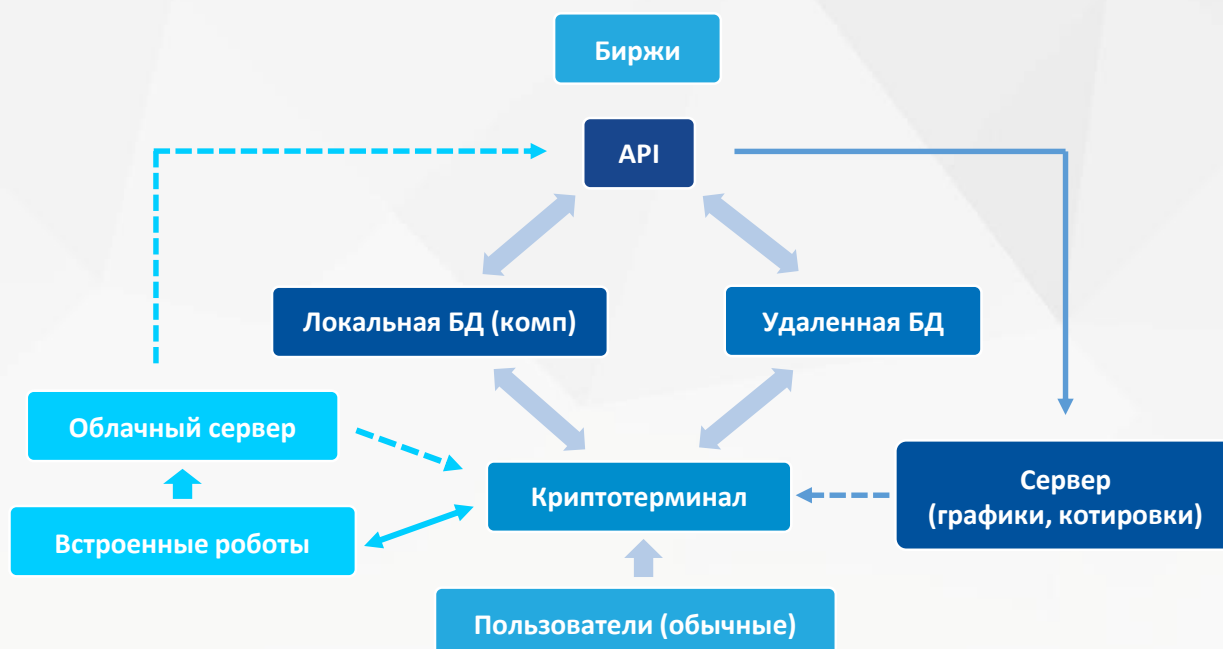 Биржи
API
Локальная БД (комп)
Удаленная БД
Облачный сервер
Криптотерминал
Сервер
(графики, котировки)
Встроенные роботы
Пользователи (обычные)